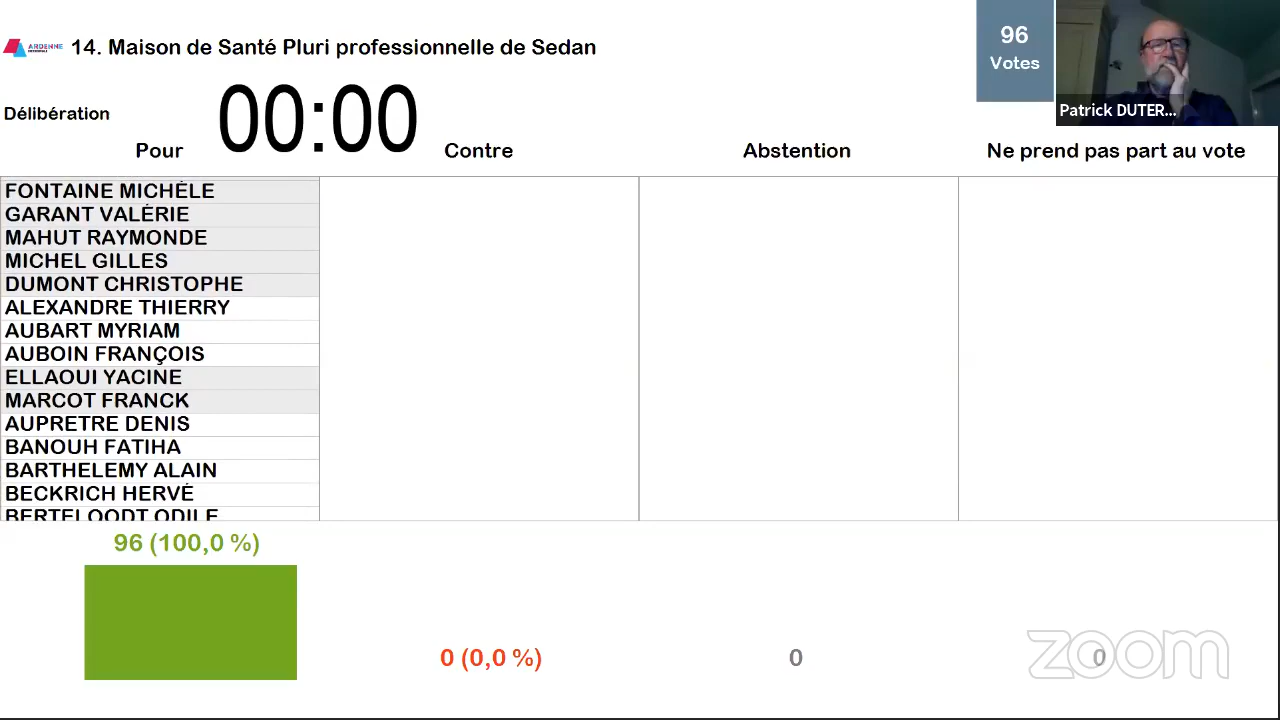 ARDENNE
14. Maison de Santé Pluri professionnelle de Sedan
96
Votes
Patrick DUTER...
Délibération
00:00
Pour
Contre
Abstention
Ne prend pas part au vote
FONTAINE MICHÈLE
GARANT VALÉRIE
MAHUT RAYMONDE
MICHEL GILLES
DUMONT CHRISTOPHE
ALEXANDRE THIERRY
AUBART MYRIAM
AUBOIN FRANÇOIS
ELLAOUI YACINE
MARCOT FRANCK
AUPRETRE DENIS
BANOUH FATIHA
BARTHELEMY ALAIN
BECKRICH HERVÉ
BERTELOODT ODILE
96 (100,0 %)
0 (0,0 %)
0
0
zoom